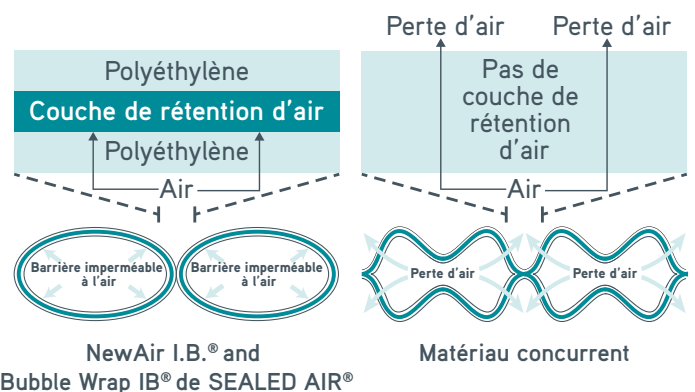 Polyéthylène
Couche de rétention d'air
Polyéthylène
Air
Barrière imperméable
à l'air
Barrière imperméable
à l'air
NewAir I.B.® and
Bubble Wrap IB® de SEALED AIR®
Perte d'air
Perte d'air
Pas de
couche de
rétention
d'air
Air
Perte d'air
Perte d'air
Matériau concurrent